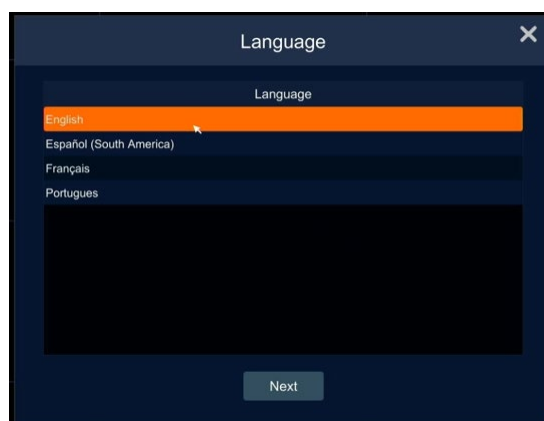 Language
Language
English
Español (South America)
Français
Portugues
Next